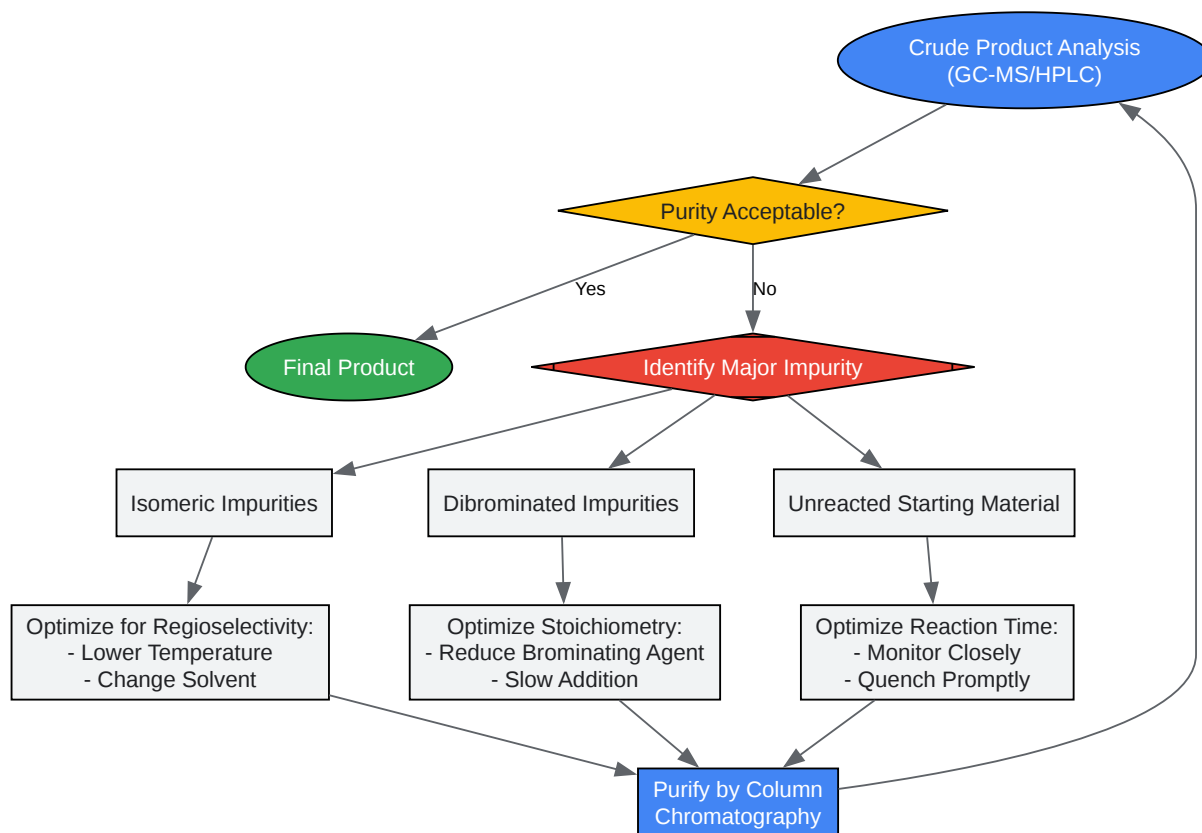 Crude Product Analysis
(GC-MS/HPLC)
Purity Acceptable?
Yes
No
Final Product
Identify Major Impurity
Isomeric Impurities
Dibrominated Impurities
Unreacted Starting Material
Optimize for Regioselectivity:
- Lower Temperature
- Change Solvent
Optimize Stoichiometry:
- Reduce Brominating Agent
- Slow Addition
Optimize Reaction Time:
- Monitor Closely
- Quench Promptly
Purify by Column
Chromatography